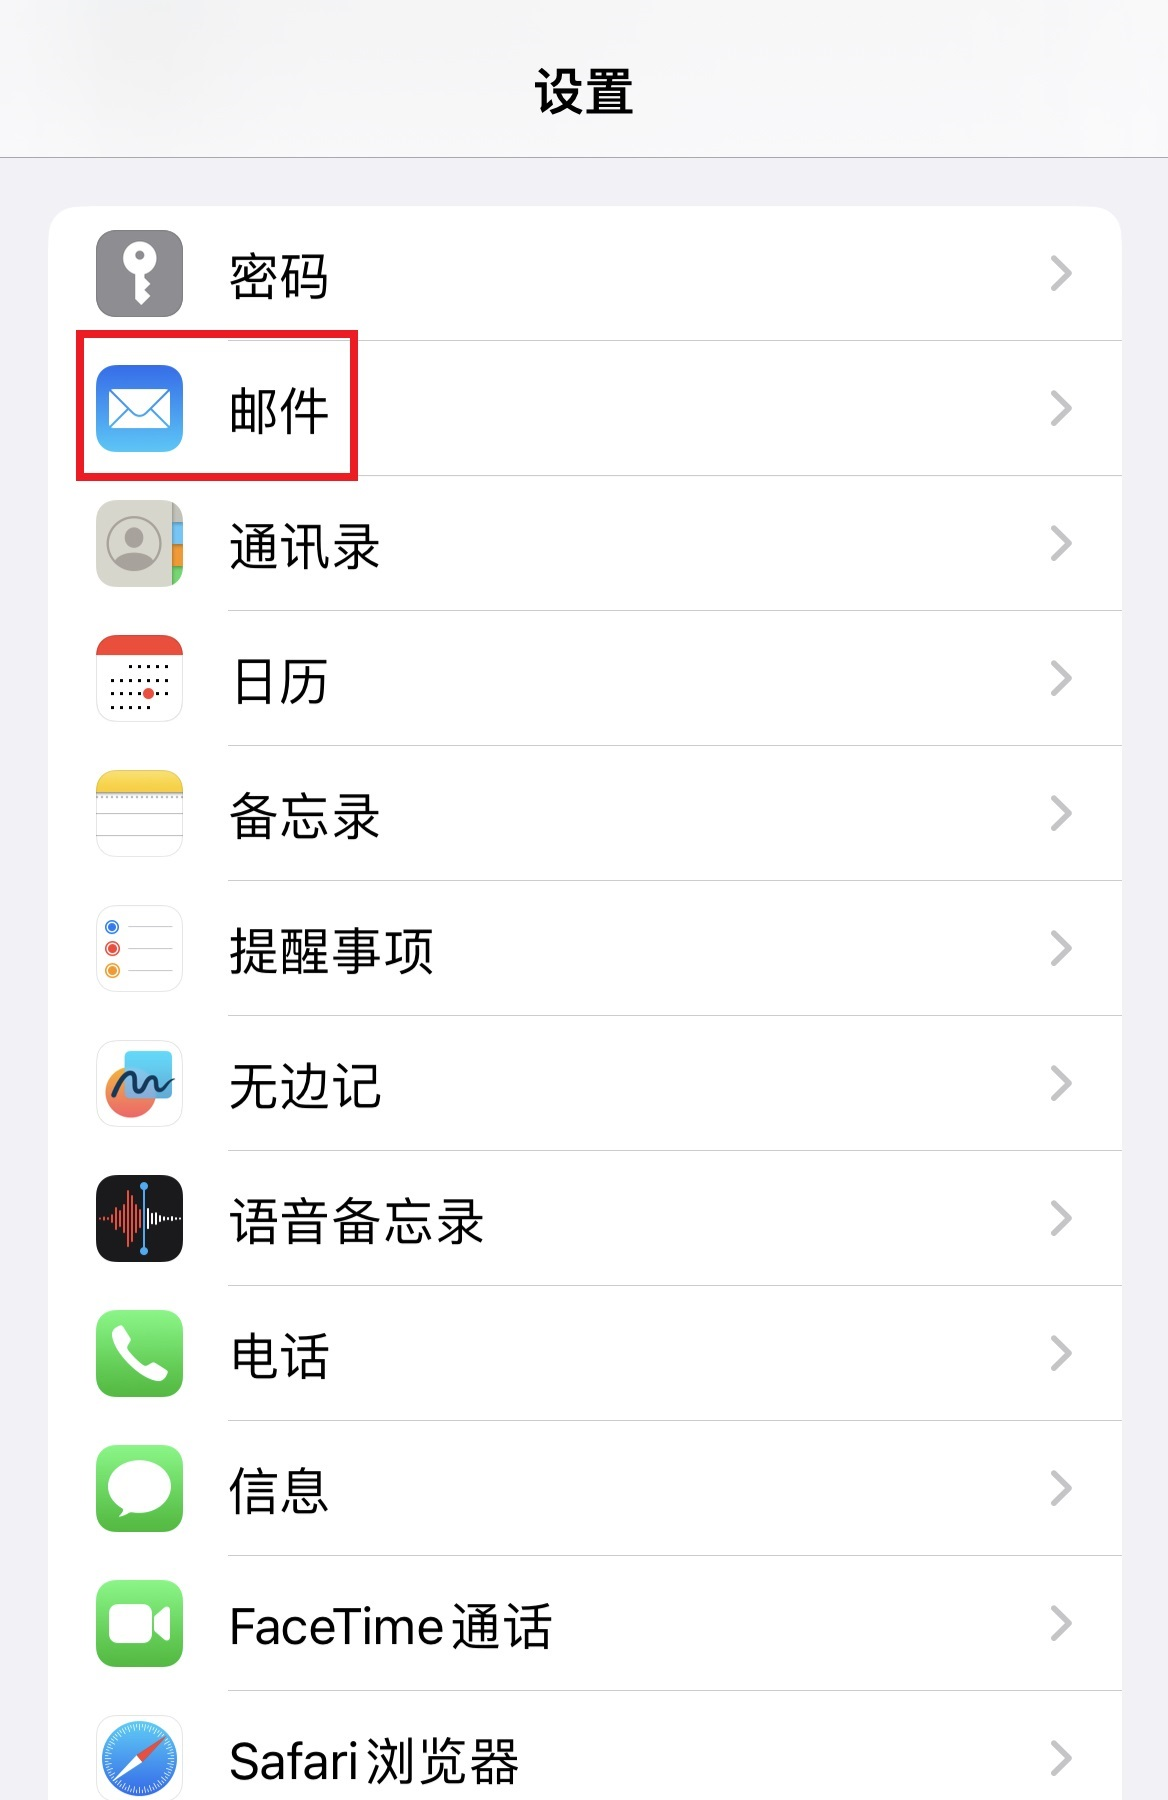 设置
密码
邮件
通讯录
日历
备忘录
提醒事项
无边记
语音备忘录
电话
信息
FaceTime通话
Safari浏览器